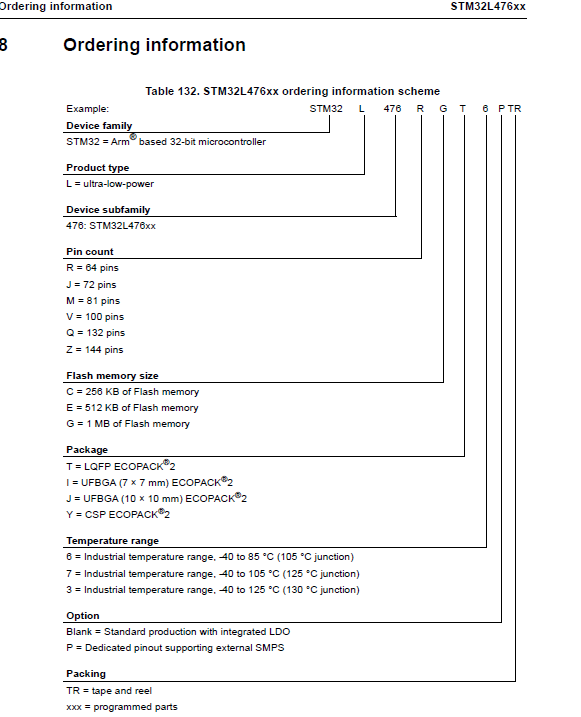 Ordering information STM32L476xx
8 Ordering information
Table 132. STM32L476xx ordering information scheme
Example: STM32 L 476 R G T 6 P TR
Device family
STM32 = Arm® based 32-bit microcontroller
Product type
L = ultra-low-power
Device subfamily
476: STM32L476xx
Pin count
R = 64 pins
J = 72 pins
M = 81 pins
V = 100 pins
Q = 132 pins
Z = 144 pins
Flash memory size
C = 256 KB of Flash memory
E = 512 KB of Flash memory
G = 1 MB of Flash memory
Package
T = LQFP ECOPACK®2
I = UFBGA (7 × 7 mm) ECOPACK®2
J = UFBGA (10 × 10 mm) ECOPACK®2
Y = CSP ECOPACK®2
Temperature range
6 = Industrial temperature range, -40 to 85 °C (105 °C junction)
7 = Industrial temperature range, -40 to 105 °C (125 °C junction)
3 = Industrial temperature range, -40 to 125 °C (130 °C junction)
Option
Blank = Standard production with integrated LDO
P = Dedicated pinout supporting external SMPS
Packing
TR = tape and reel
xxx = programmed parts